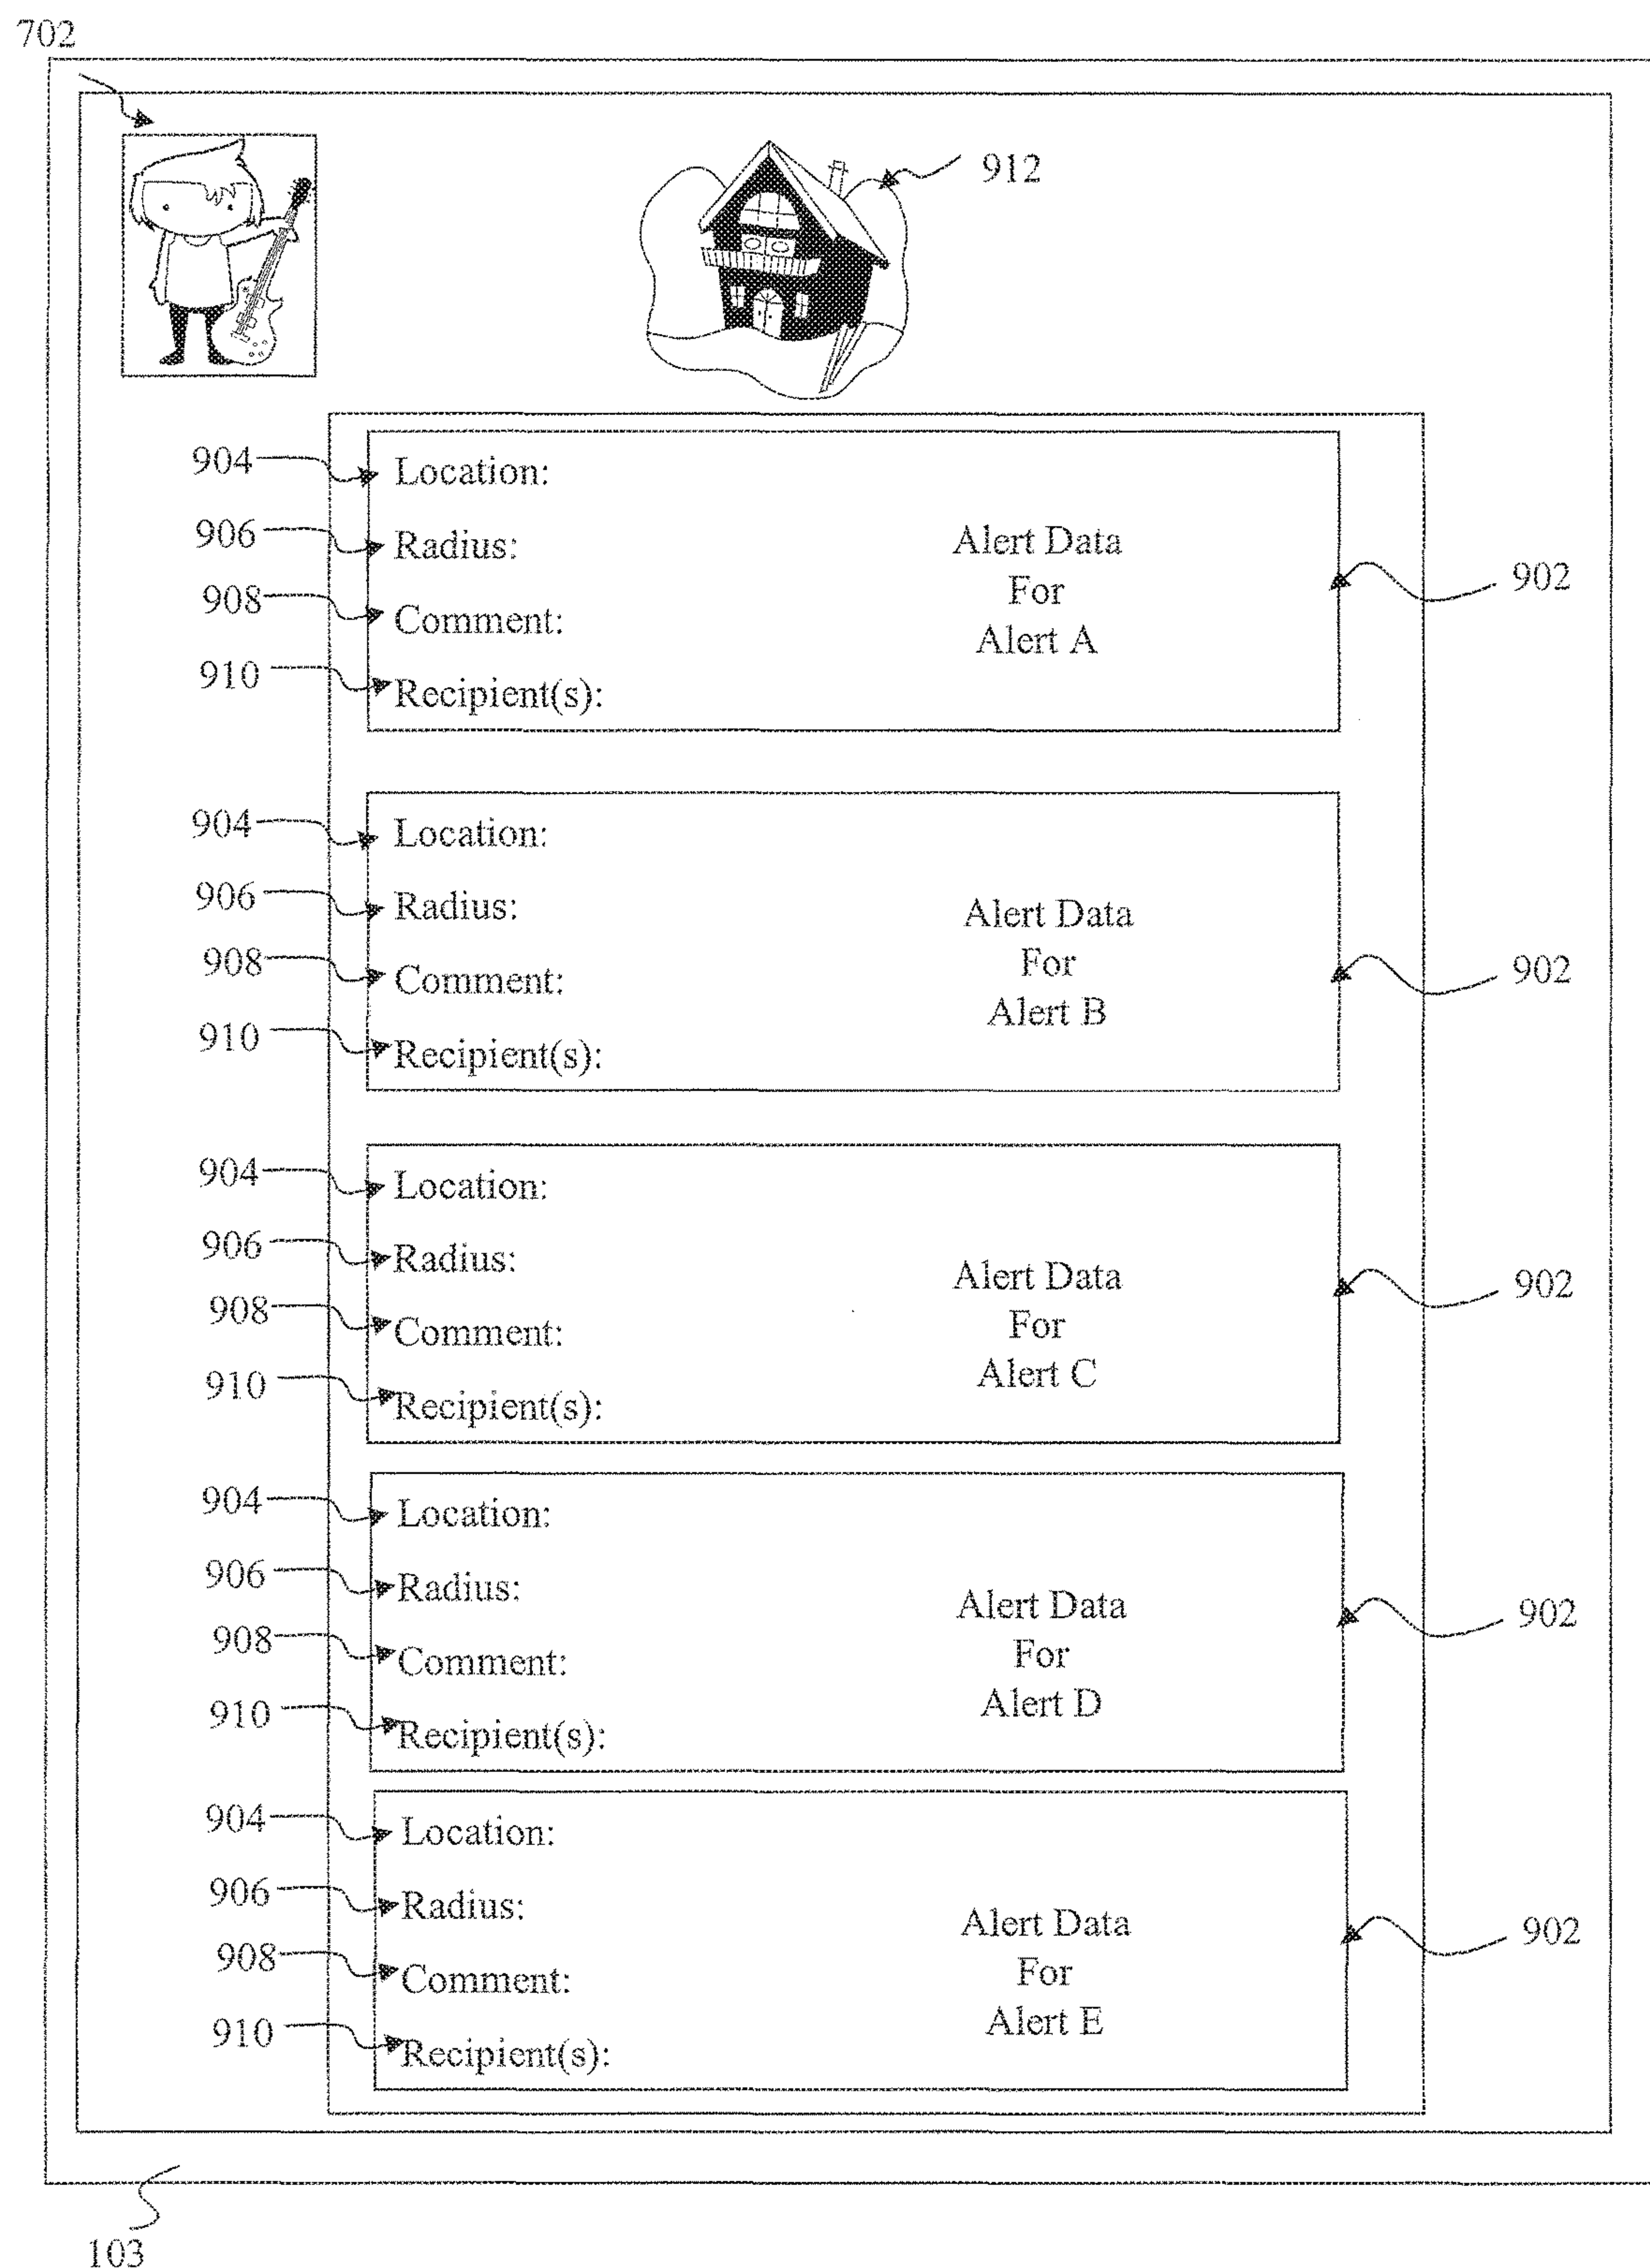 702
912
904 Location:
906 Radius:
Alert Data
For
Alert A
902
908 Comment:
910 Recipient(s):
904 Location:
906 Radius:
Alert Data
For
Alert B
902
908 Comment:
910 Recipient(s):
904 Location:
906 Radius:
Alert Data
For
Alert C
902
908 Comment:
910 Recipient(s):
904 Location:
906 Radius:
Alert Data
For
Alert D
902
908 Comment:
910 Recipient(s):
904 Location:
906 Radius:
Alert Data
For
Alert E
902
908 Comment:
910 Recipient(s):
103